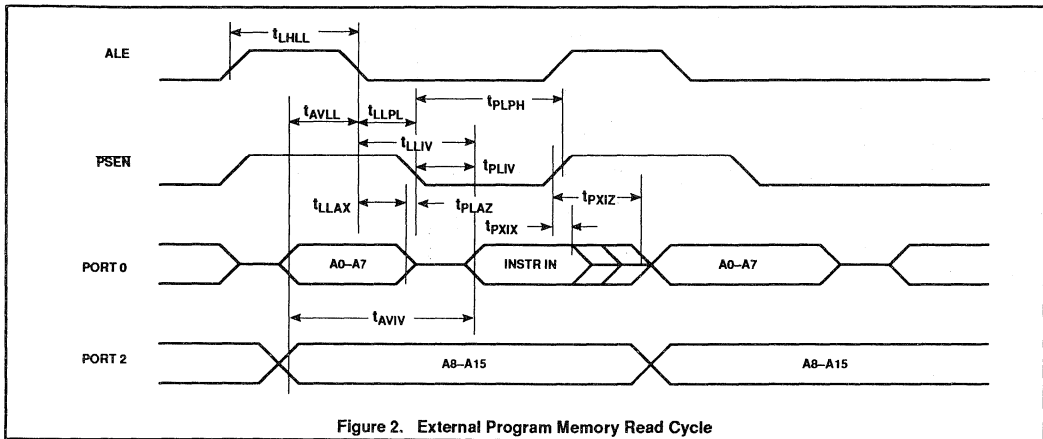 ALE
tLHLL
tAVLL
tLLPL
tPLPH
tLLIV
PSEN
tPLIV
tLLAX
tPLAZ
tPXIZ
tPXIX
PORT 0
A0–A7
INSTR IN
A0–A7
tAVIV
PORT 2
A8–A15
A8–A15
Figure 2. External Program Memory Read Cycle